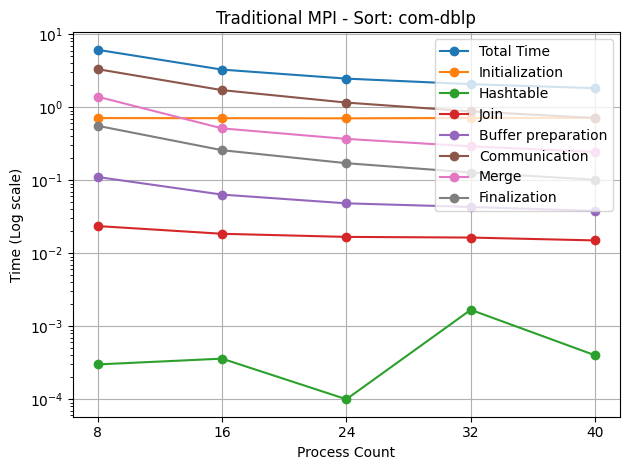 Traditional MPI - Sort: com-dblp
Total Time
Initialization
Hashtable
Join
Buffer preparation
Communication
Merge
Finalization
Time (Log scale)
10^1
10^0
10^-1
10^-2
10^-3
10^-4
8 16 24 32 40
Process Count